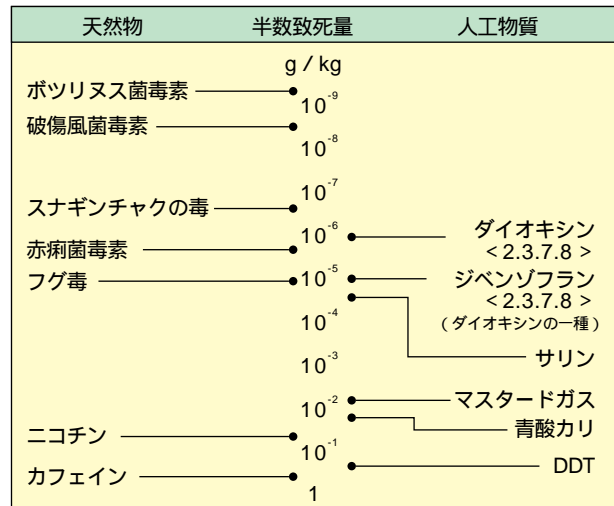 天然物 半数致死量 人工物質
g / kg
ボツリヌス菌毒素
10⁻⁹
破傷風菌毒素
10⁻⁸
10⁻⁷
スナギンチャクの毒
10⁻⁶ ダイオキシン
< 2.3.7.8 >
赤痢菌毒素
フグ毒 10⁻⁵ ジベンゾフラン
< 2.3.7.8 >
(ダイオキシンの一種)
10⁻⁴
サリン
10⁻³
10⁻² マスタードガス
青酸カリ
ニコチン
10⁻¹
DDT
カフェイン
1